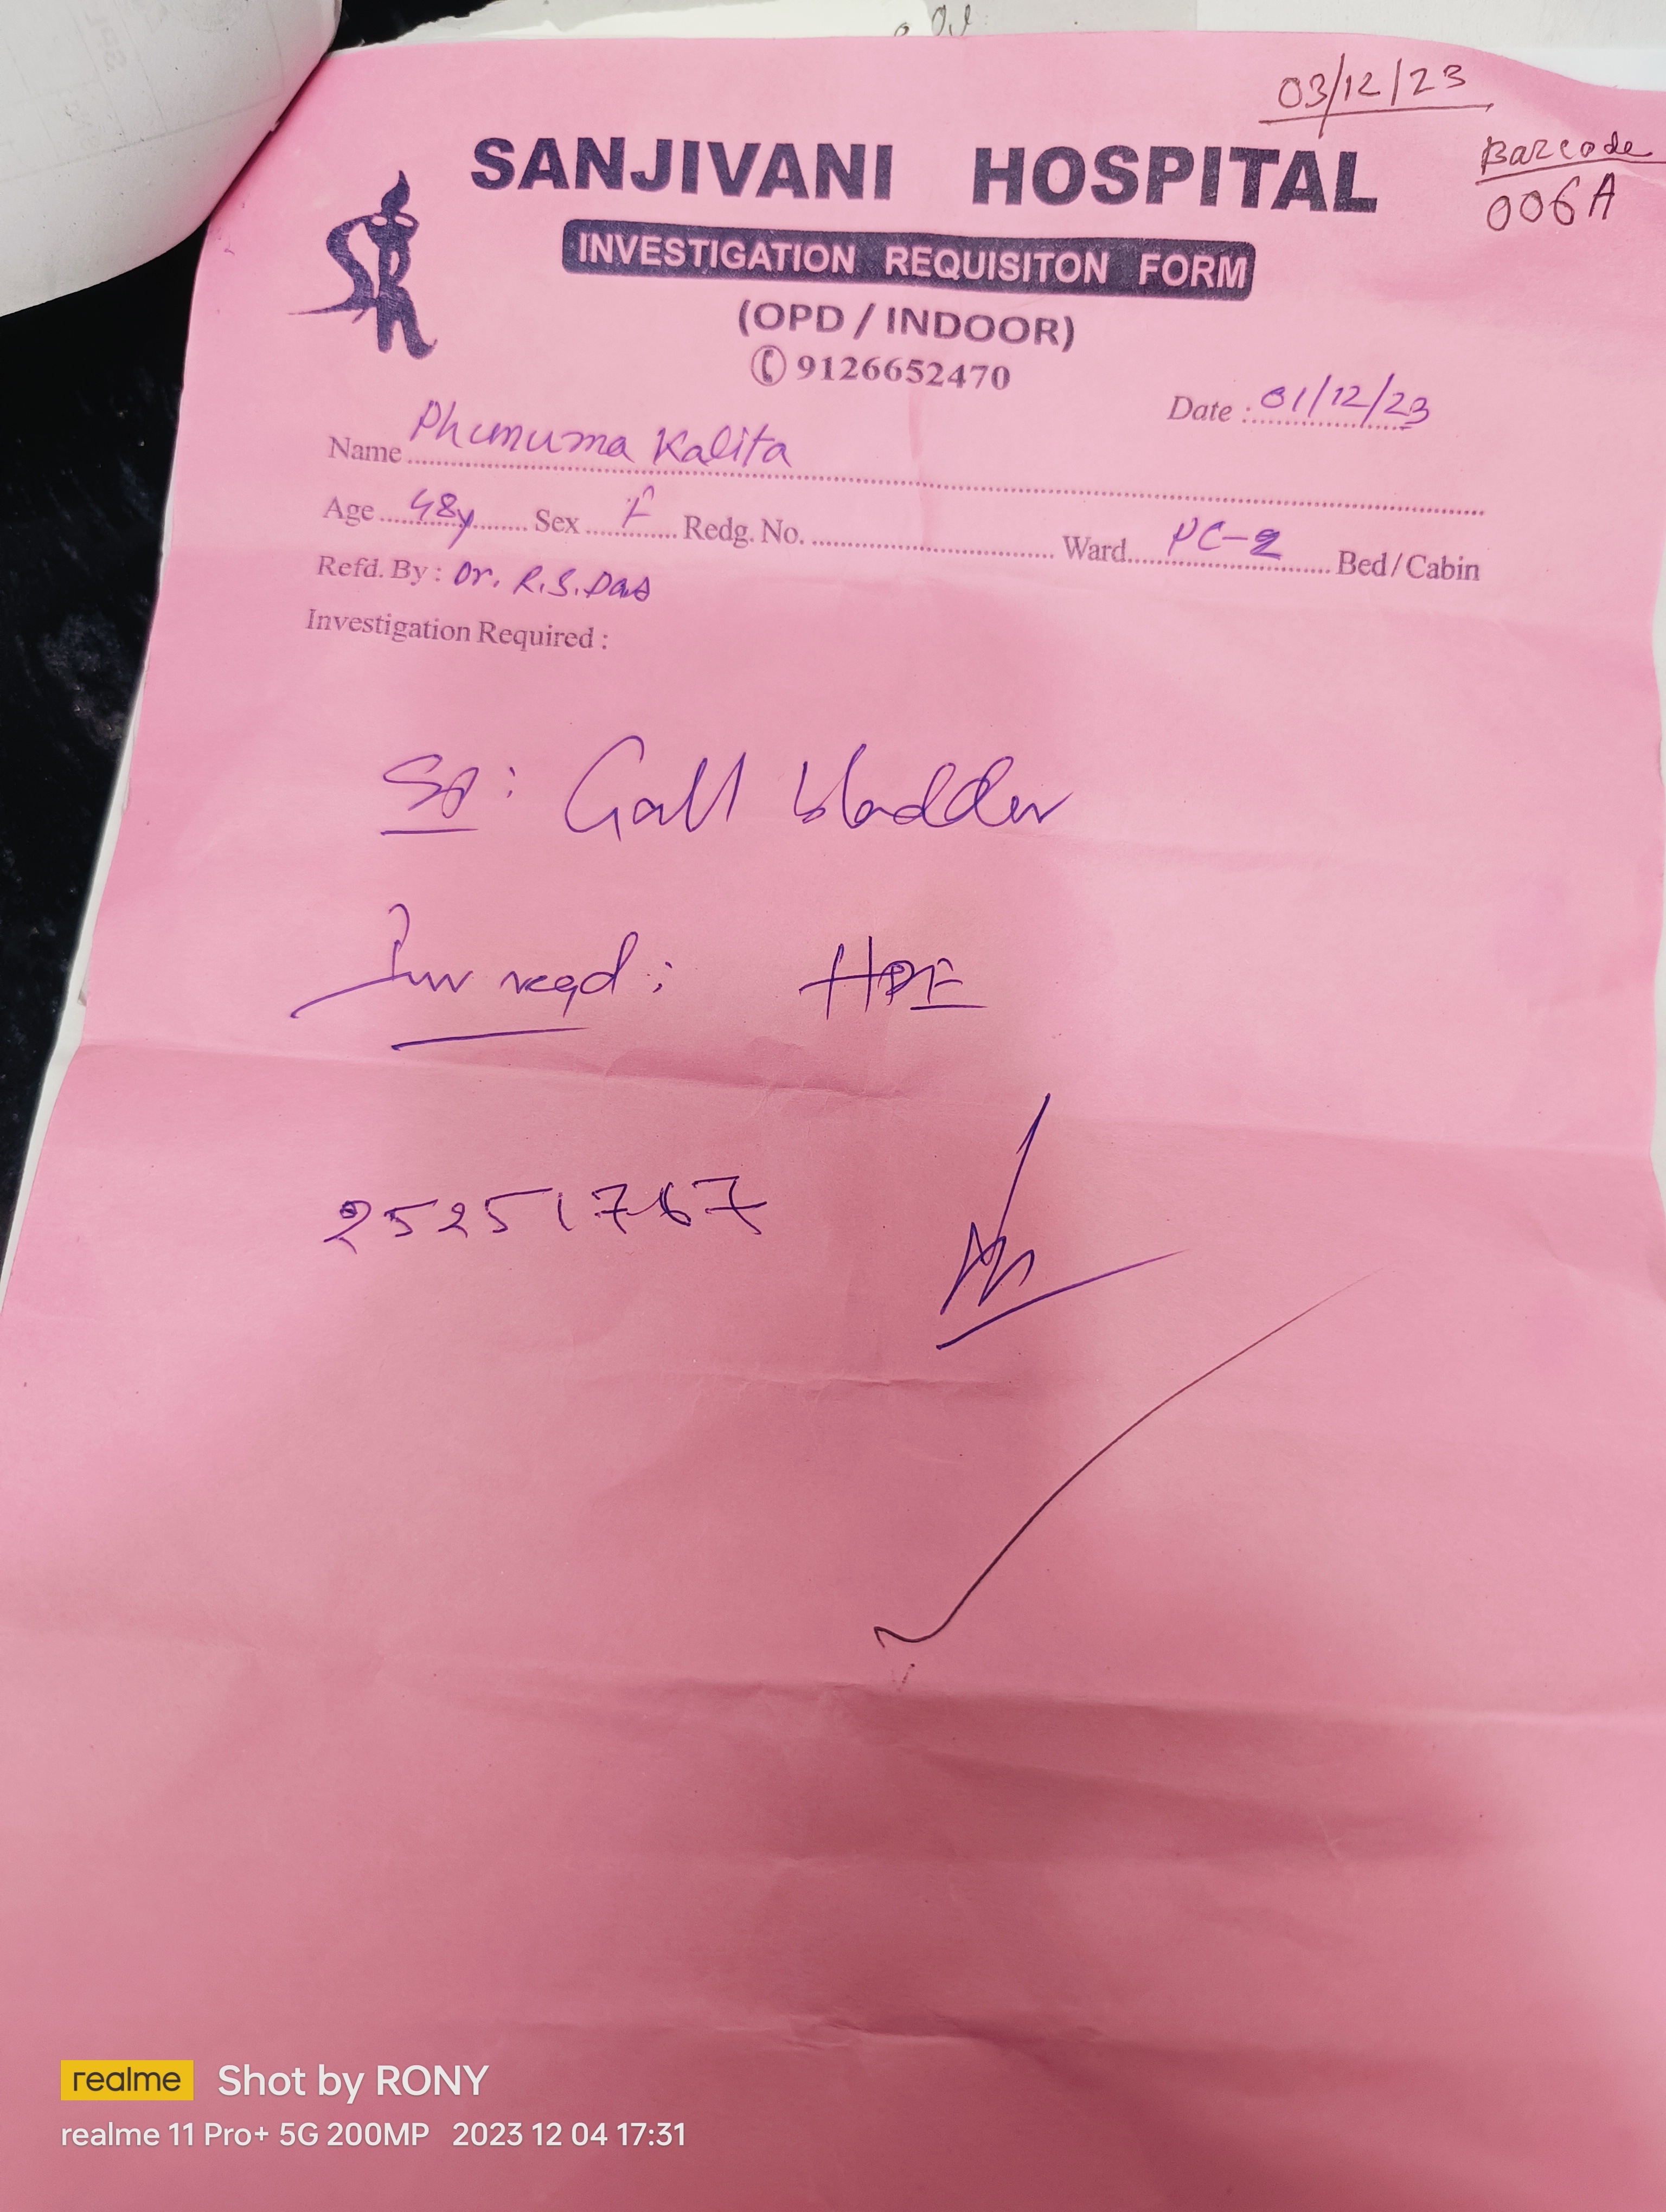 03/12/23
Barcode
006A
SANJIVANI HOSPITAL
INVESTIGATION REQUISITON FORM
(OPD / INDOOR)
9126652470
Date : 01/12/23
Name Phunuma Kalita
Age 48y Sex F Redg. No. Ward PC-2 Bed/Cabin
Refd. By : Dr. R.S. Das
Investigation Required :
Sp: Gall bladder
Inv reqd: HPE
25251767
realme Shot by RONY
realme 11 Pro+ 5G 200MP 2023 12 04 17:31